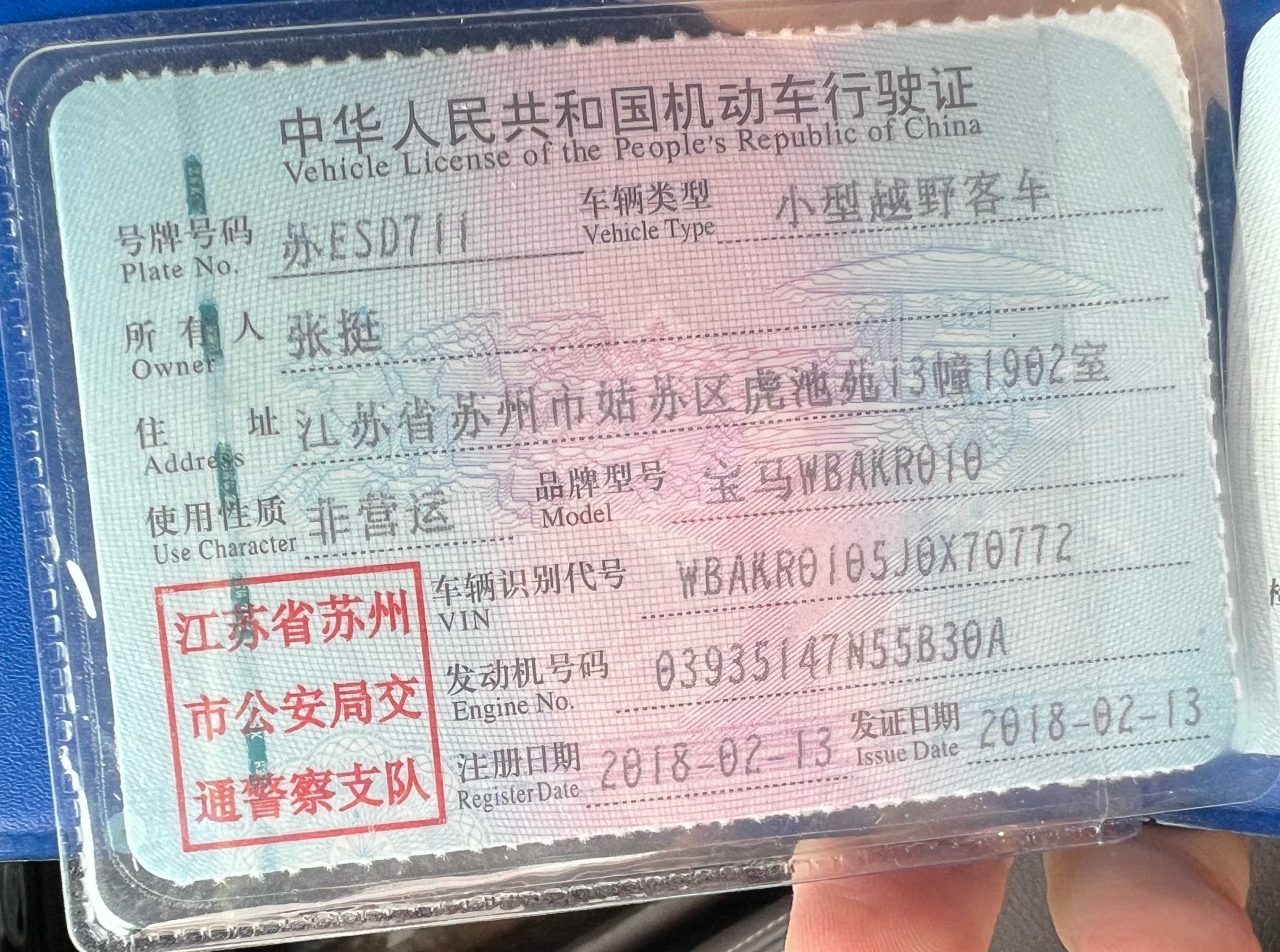 中华人民共和国机动车行驶证
Vehicle License of the People's Republic of China
号牌号码 苏ESD711 车辆类型 小型越野客车
Plate No. Vehicle Type
所有人 张挺
Owner
住址 江苏省苏州市姑苏区虎池苑13幢1902室
Address
使用性质 非营运 品牌型号 宝马WBAKR010
Use Character Model
车辆识别代号 WBAKR0105J0X70772
VIN
发动机号码 03935147N55B30A
Engine No.
注册日期 2018-02-13 发证日期 2018-02-13
Register Date Issue Date
江苏省苏州
市公安局交
通警察支队